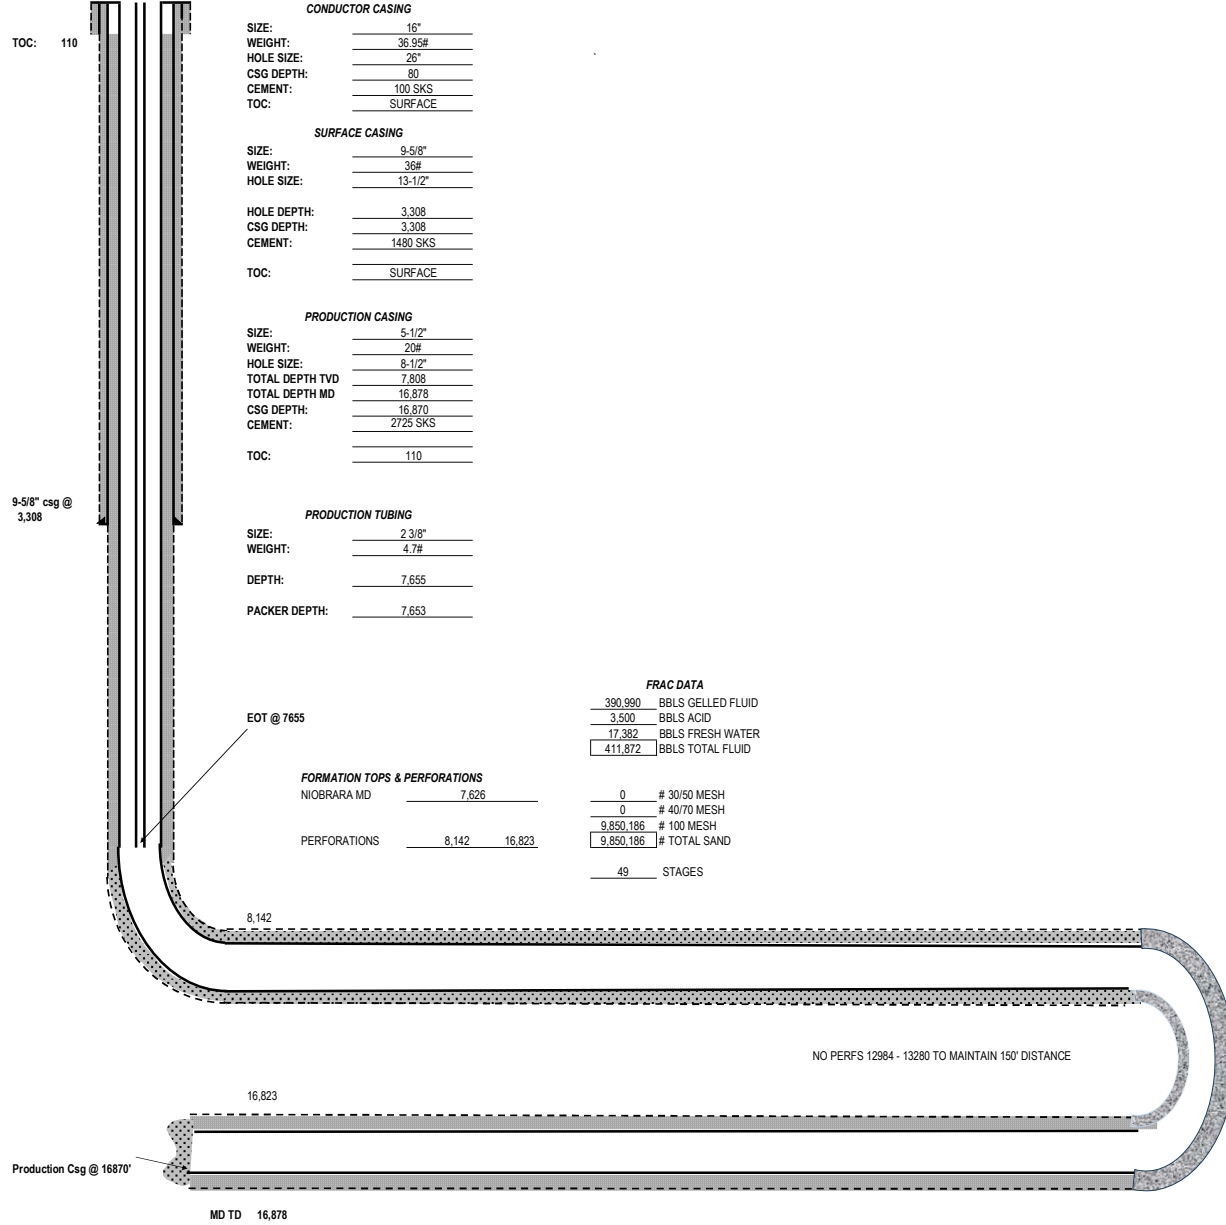 CONDUCTOR CASING
SIZE: 16"
TOC: 110
WEIGHT: 36.95#
HOLE SIZE: 26"
CSG DEPTH: 80
CEMENT: 100 SKS
TOC: SURFACE
SURFACE CASING
SIZE: 9-5/8"
WEIGHT: 36#
HOLE SIZE: 13-1/2"
HOLE DEPTH: 3,308
CSG DEPTH: 3,308
CEMENT: 1480 SKS
TOC: SURFACE
PRODUCTION CASING
SIZE: 5-1/2"
WEIGHT: 20#
HOLE SIZE: 8-1/2"
TOTAL DEPTH TVD 7,808
TOTAL DEPTH MD 16,878
CSG DEPTH: 16,870
CEMENT: 2725 SKS
TOC: 110
9-5/8" csg @
3,308
PRODUCTION TUBING
SIZE: 2 3/8"
WEIGHT: 4.7#
DEPTH: 7,655
PACKER DEPTH: 7,653
FRAC DATA
390,990 BBLS GELLED FLUID
3,500 BBLS ACID
17,382 BBLS FRESH WATER
411,872 BBLS TOTAL FLUID
EOT @ 7655
FORMATION TOPS & PERFORATIONS
NIOBRARA MD 7,626
PERFORATIONS 8,142 16,823
0 # 30/50 MESH
0 # 40/70 MESH
9,850,186 # 100 MESH
9,850,186 # TOTAL SAND
49 STAGES
8,142
NO PERFS 12984 - 13280 TO MAINTAIN 150' DISTANCE
16,823
Production Csg @ 16870'
MD TD 16,878